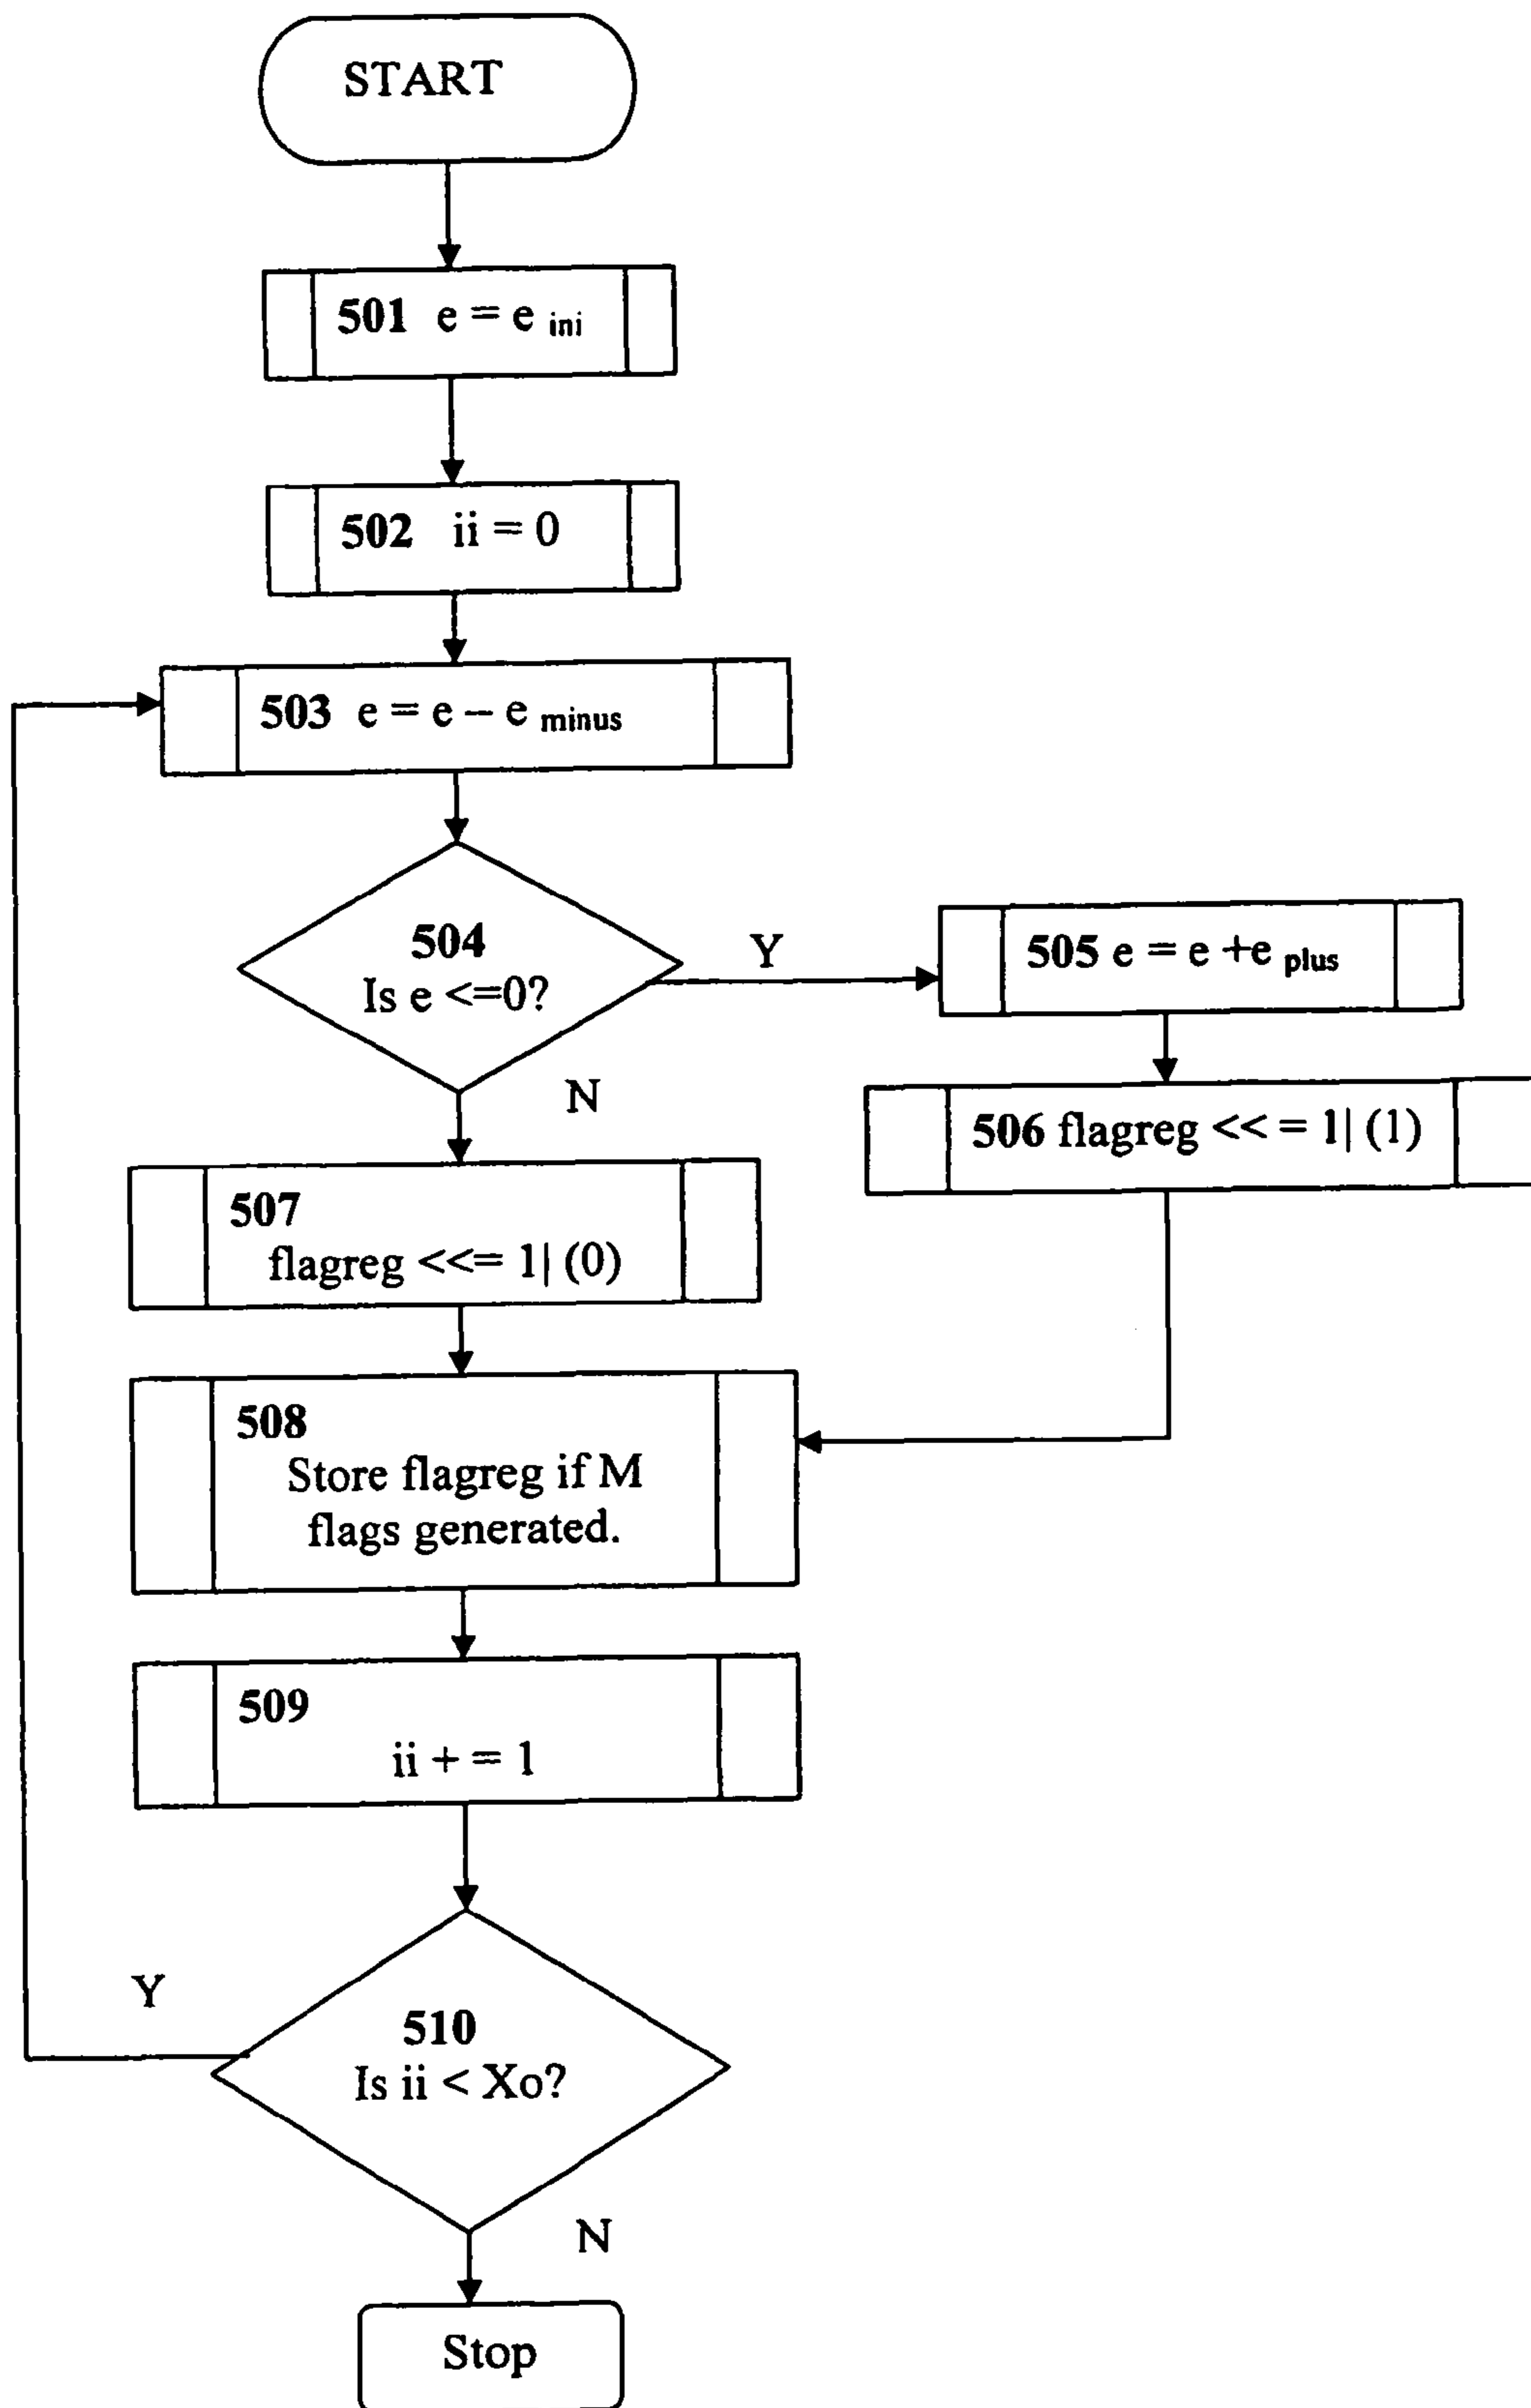 START
501 e = e ini
502 ii = 0
503 e = e – e minus
504
Is e <=0?
Y
505 e = e +e plus
N
506 flagreg << = 1| (1)
507
flagreg <<= 1| (0)
508
Store flagreg if M
flags generated.
509
ii + = 1
Y
510
Is ii < Xo?
N
Stop